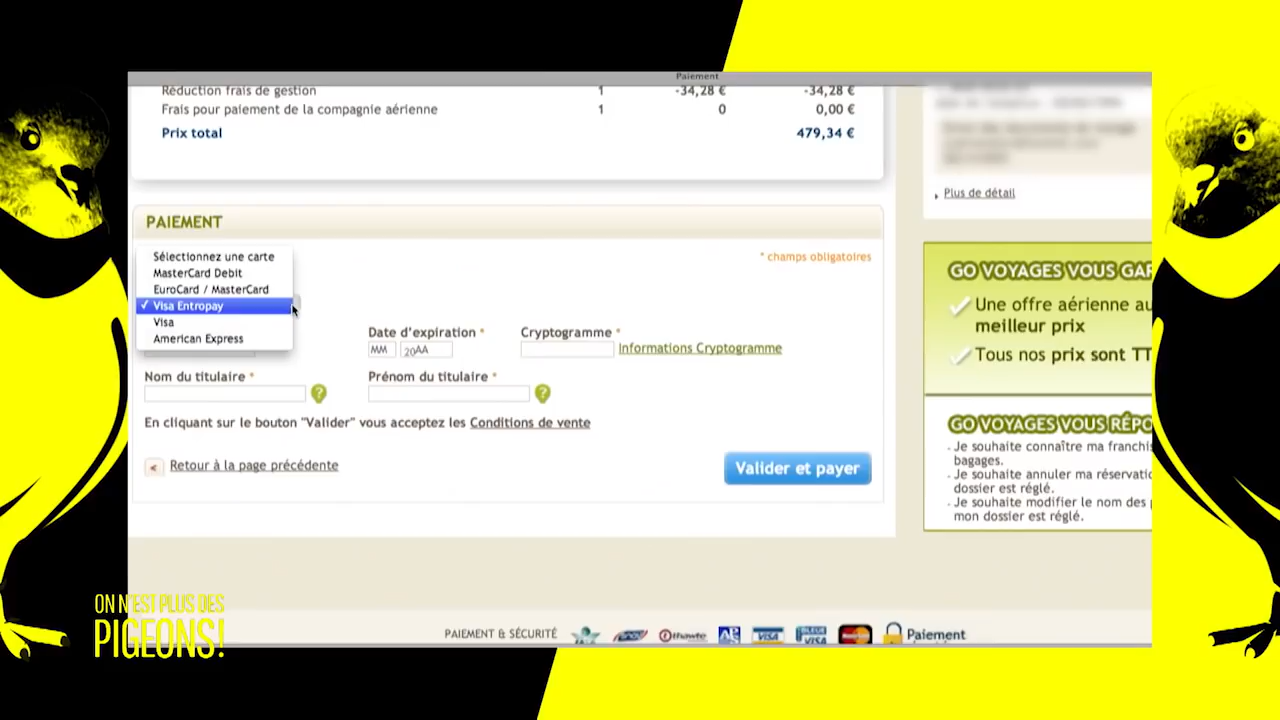 Paiement
Réduction frais de gestion 1 -34,28 € -34,28 €
Frais pour paiement de la compagnie aérienne 1 0 0,00 €
Prix total 479,34 €
Plus de détail
PAIEMENT
Sélectionnez une carte
MasterCard Debit
EuroCard / MasterCard
✓ Visa Entropay
Visa
American Express
* champs obligatoires
Date d'expiration * Cryptogramme *
MM 20AA Informations Cryptogramme
Nom du titulaire * Prénom du titulaire *
? ?
En cliquant sur le bouton "Valider" vous acceptez les Conditions de vente
< Retour à la page précédente
Valider et payer
GO VOYAGES VOUS GAR
Une offre aérienne au
meilleur prix
Tous nos prix sont TT
GO VOYAGES VOUS RÉPO
Je souhaite connaître ma franchis
bagages.
Je souhaite annuler ma réservati
dossier est réglé.
Je souhaite modifier le nom des p
mon dossier est réglé.
PAIEMENT & SÉCURITÉ thawte VISA BLEUE VISA MasterCard Paiement
ON N'EST PLUS DES
PIGEONS!